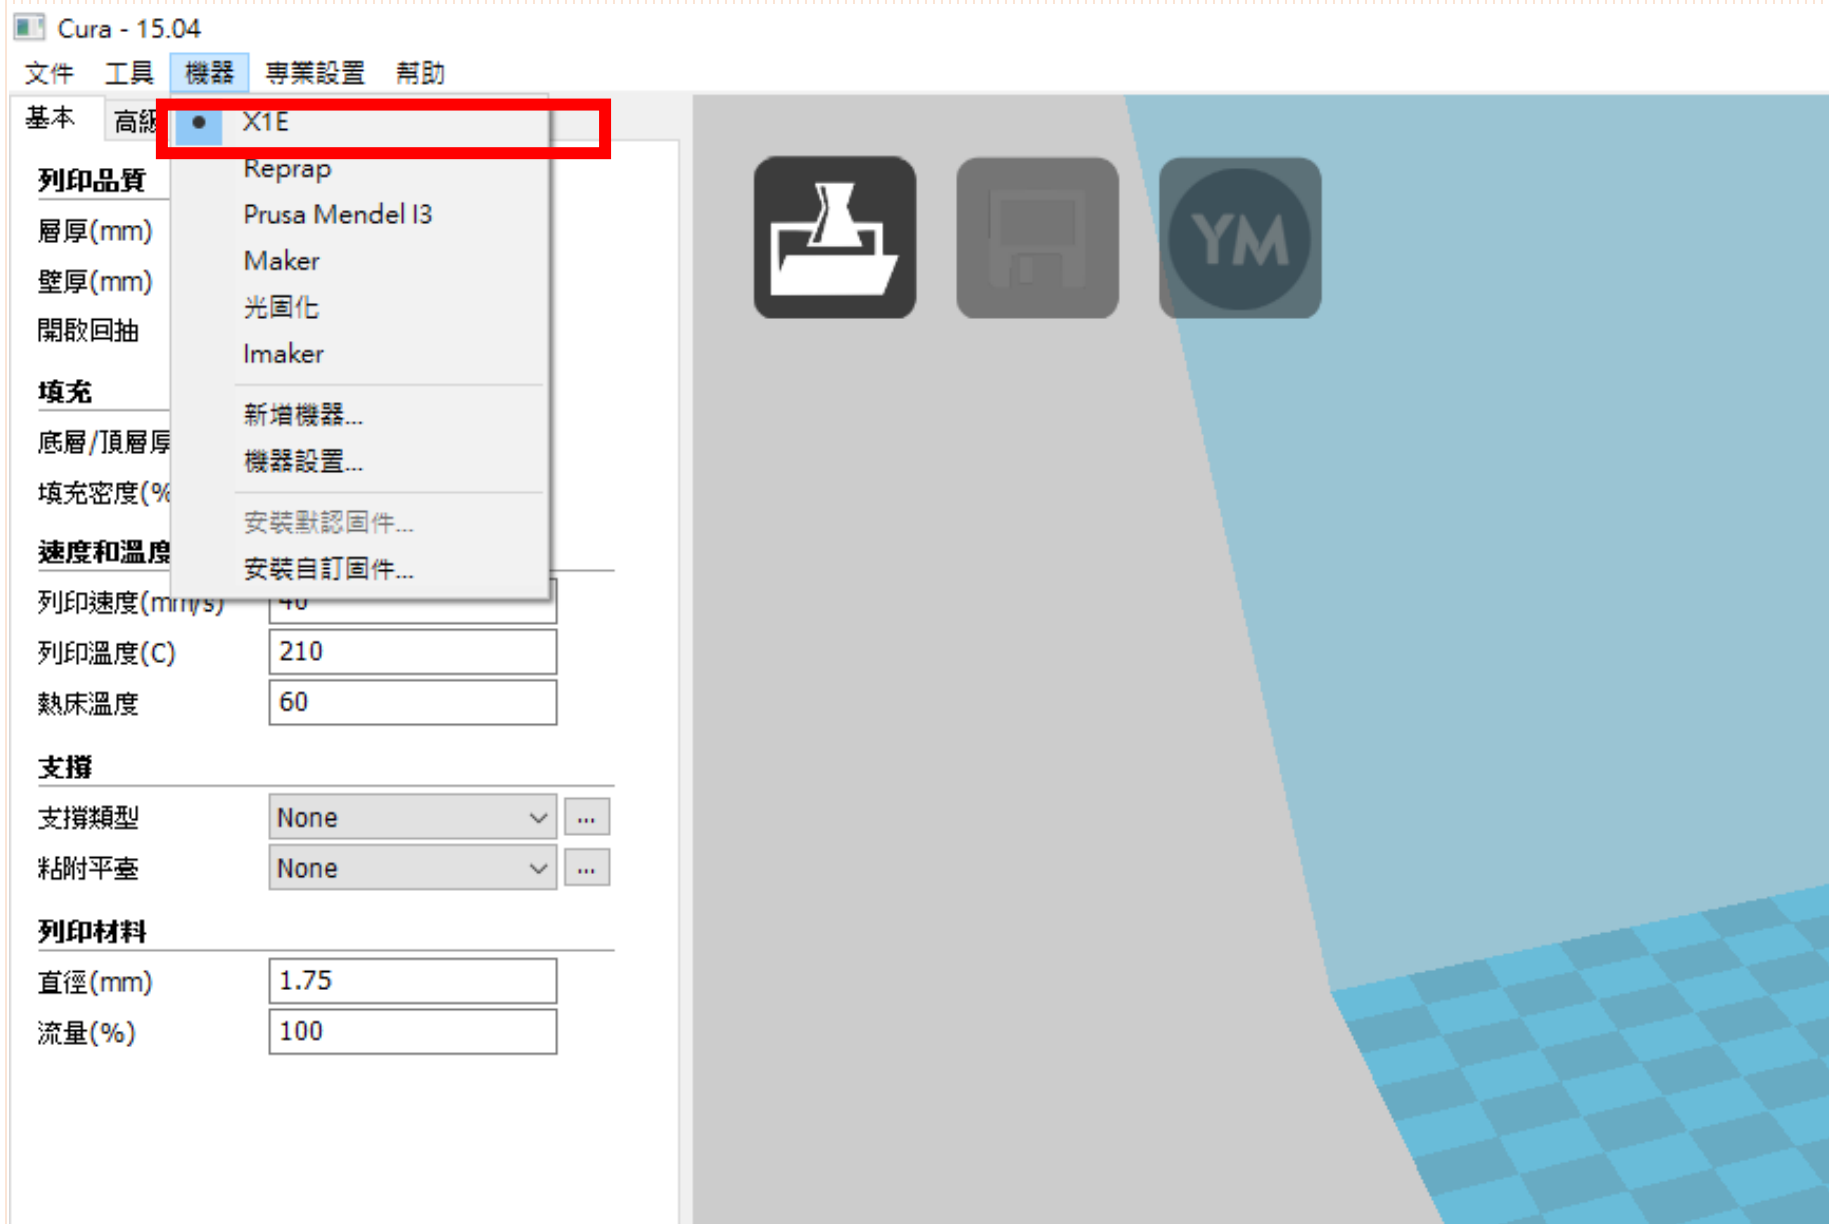 Cura - 15.04
文件 工具 機器 專業設置 幫助
基本 高級
X1E
Reprap
Prusa Mendel I3
Maker
光固化
Imaker
新增機器...
機器設置...
安裝默認固件...
安裝自訂固件...
列印品質
層厚(mm)
壁厚(mm)
開啟回抽
填充
底層/頂層厚
填充密度(%
速度和溫度
列印速度(mm/s) 40
列印溫度(C) 210
熱床溫度 60
支撐
支撐類型 None ...
粘附平臺 None ...
列印材料
直徑(mm) 1.75
流量(%) 100
YM